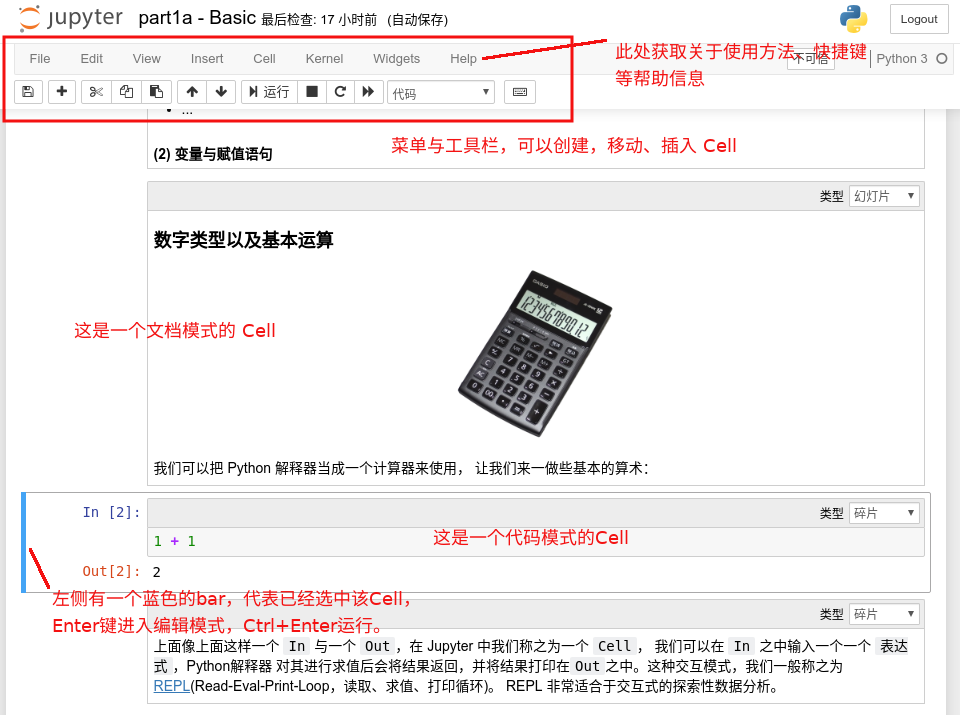 jupyter part1a - Basic 最后检查: 17 小时前 (自动保存) Logout
File Edit View Insert Cell Kernel Widgets Help 不可信 Python 3
此处获取关于使用方法、快捷键
等帮助信息
运行 代码
...
菜单与工具栏，可以创建，移动、插入 Cell
(2) 变量与赋值语句
类型 幻灯片
数字类型以及基本运算
CASIO
这是一个文档模式的 Cell
我们可以把 Python 解释器当成一个计算器来使用， 让我们来一做些基本的算术：
In [2]: 类型 碎片
1 + 1
这是一个代码模式的Cell
Out[2]: 2
左侧有一个蓝色的bar，代表已经选中该Cell，
Enter键进入编辑模式，Ctrl+Enter运行。
类型 碎片
上面像上面这样一个 In 与一个 Out ，在 Jupyter 中我们称之为一个 Cell ， 我们可以在 In 之中输入一个一个 表达
式 ，Python解释器 对其进行求值后会将结果返回，并将结果打印在 Out 之中。这种交互模式，我们一般称之为
REPL(Read-Eval-Print-Loop，读取、求值、打印循环)。 REPL 非常适合于交互式的探索性数据分析。